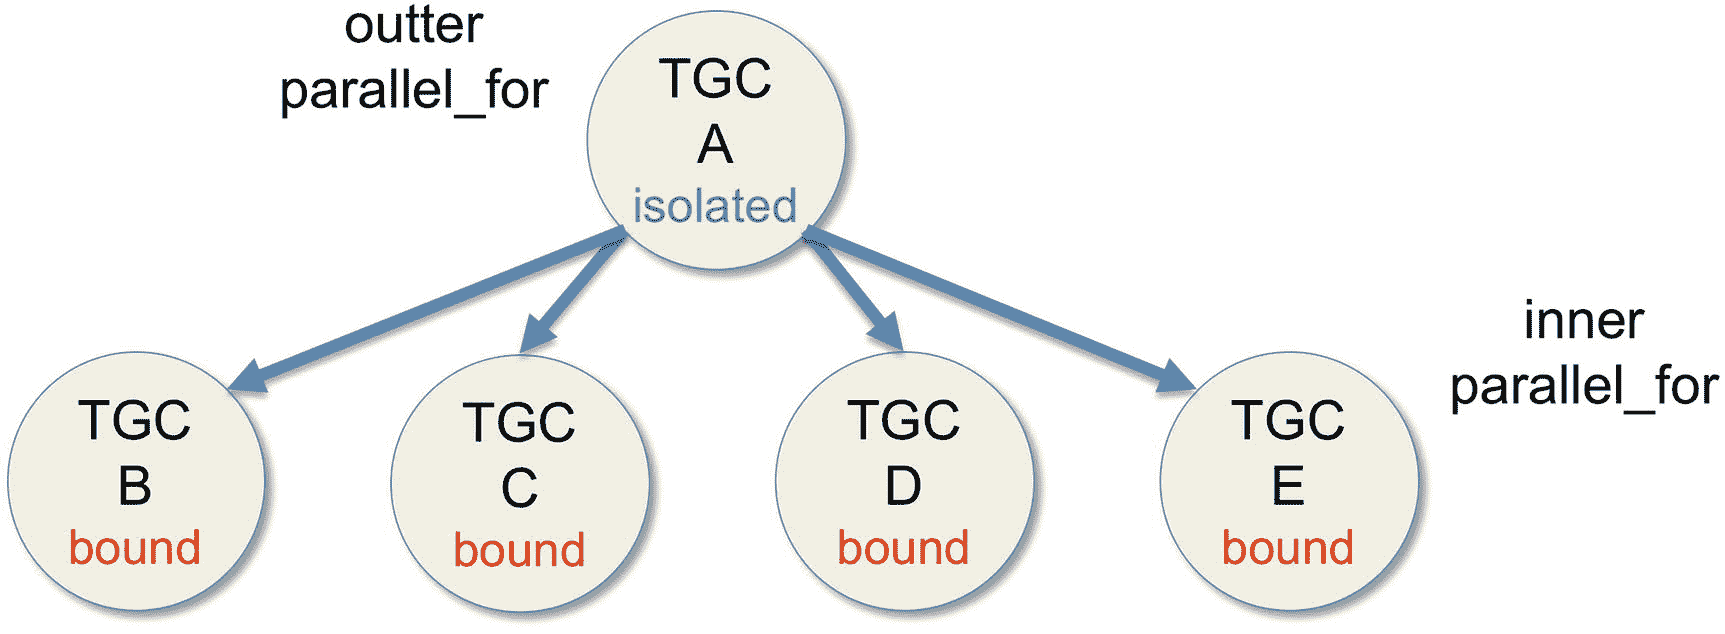 outter
parallel_for
TGC
A
isolated
inner
parallel_for
TGC
B
bound
TGC
C
bound
TGC
D
bound
TGC
E
bound